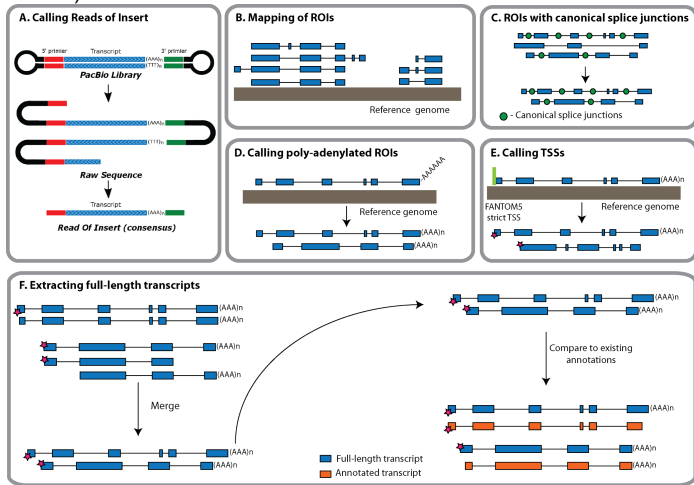 A. Calling Reads of Insert
5' primier
Transcript
3' primier
(AAA)n
(TTT)n
PacBio Library
(AAA)n
(TTT)n
Raw Sequence
Transcript
(AAA)n
Read Of Insert (consensus)
B. Mapping of ROIs
Reference genome
C. ROIs with canonical splice junctions
- Canonical splice junctions
D. Calling poly-adenylated ROIs
-AAAAAA
Reference genome
(AAA)n
(AAA)n
E. Calling TSSs
(AAA)n
FANTOM5
strict TSS
Reference genome
(AAA)n
F. Extracting full-length transcripts
(AAA)n
(AAA)n
(AAA)n
(AAA)n
Merge
(AAA)n
(AAA)n
(AAA)n
(AAA)n
Compare to existing
annotations
(AAA)n
(AAA)n
Full-length transcript
Annotated transcript